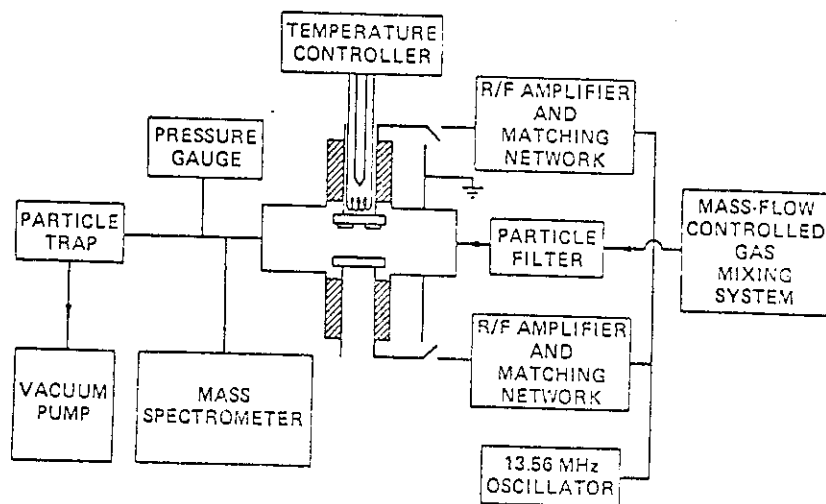 TEMPERATURE
CONTROLLER
R/F AMPLIFIER
AND
MATCHING
NETWORK
PRESSURE
GAUGE
PARTICLE
TRAP
PARTICLE
FILTER
MASS-FLOW
CONTROLLED
GAS
MIXING
SYSTEM
R/F AMPLIFIER
AND
MATCHING
NETWORK
VACUUM
PUMP
MASS
SPECTROMETER
13.56 MHz
OSCILLATOR